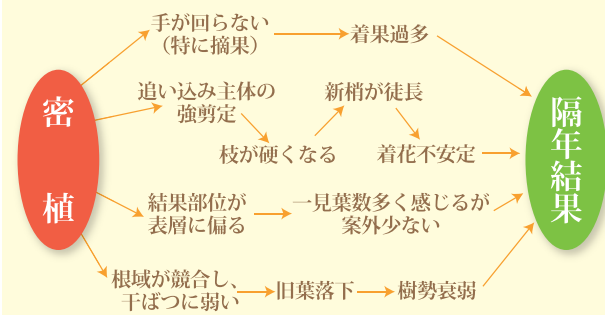 密植
手が回らない
（特に摘果）
着果過多
追い込み主体の
強剪定
枝が硬くなる
新梢が徒長
着花不安定
結果部位が
表層に偏る
一見葉数多く感じるが
案外少ない
根域が競合し、
干ばつに弱い
旧葉落下
樹勢衰弱
隔年結果